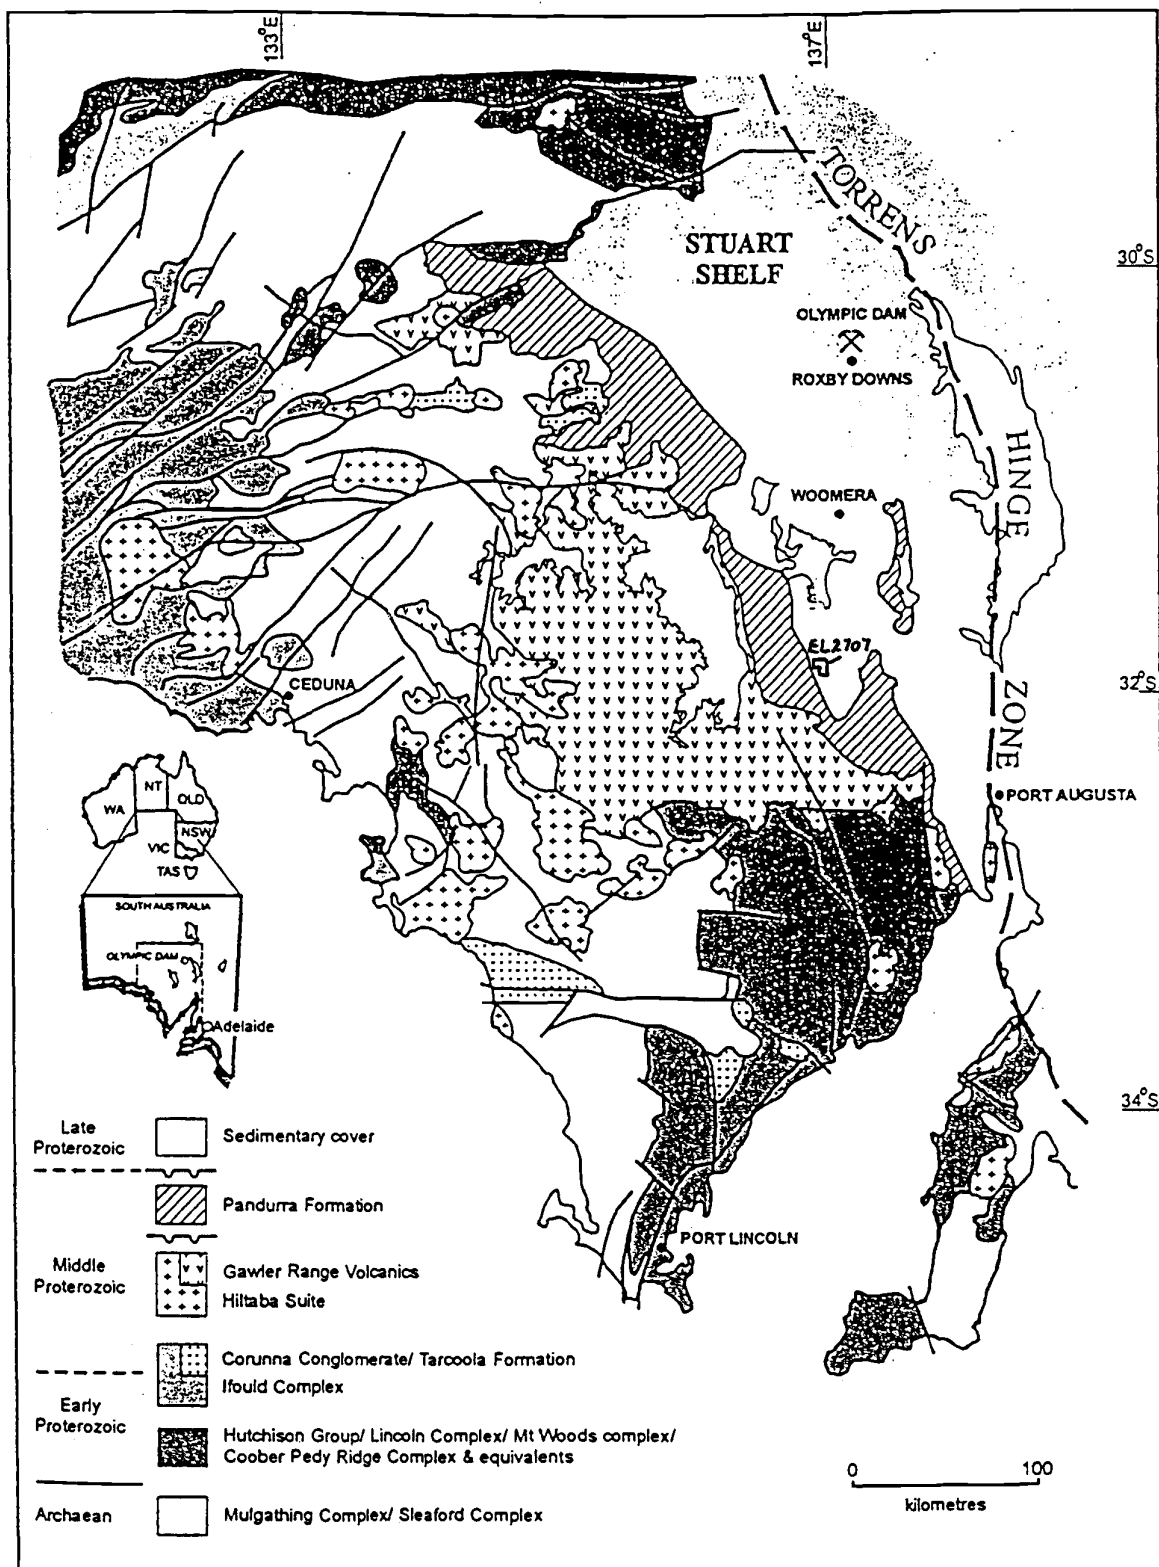 133°E
137°E
TORRENS
HINGE
ZONE
STUART
SHELF
30°S
OLYMPIC DAM
ROXBY DOWNS
WOOMERA
EL2707
32°S
CEDUNA
PORT AUGUSTA
WA
NT
QLD
NSW
VIC
TAS
SOUTH AUSTRALIA
OLYMPIC DAM
Adelaide
34°S
PORT LINCOLN
Late
Proterozoic
Sedimentary cover
Pandurra Formation
Middle
Proterozoic
Gawler Range Volcanics
Hiltaba Suite
Corunna Conglomerate/ Tarcoola Formation
Ifould Complex
Early
Proterozoic
Hutchison Group/ Lincoln Complex/ Mt Woods complex/
Coober Pedy Ridge Complex & equivalents
Archaean
Mulgathing Complex/ Sleaford Complex
0 100
kilometres